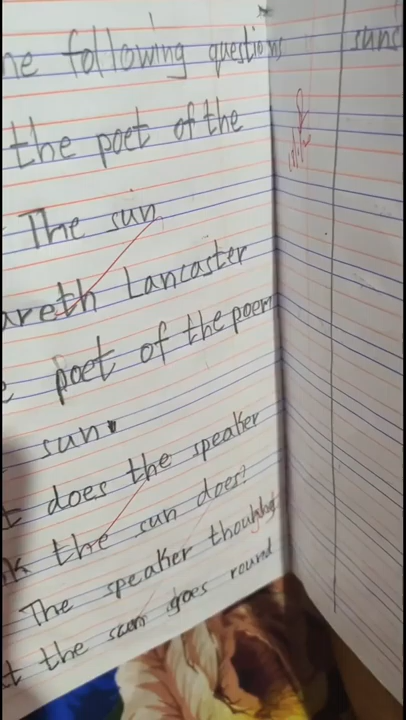 ne following questions
the poet of the
The sun
areth Lancaster
poet of the poem
sun.
does the speaker
k the sun does?
The speaker thought
t the sun goes round
suns